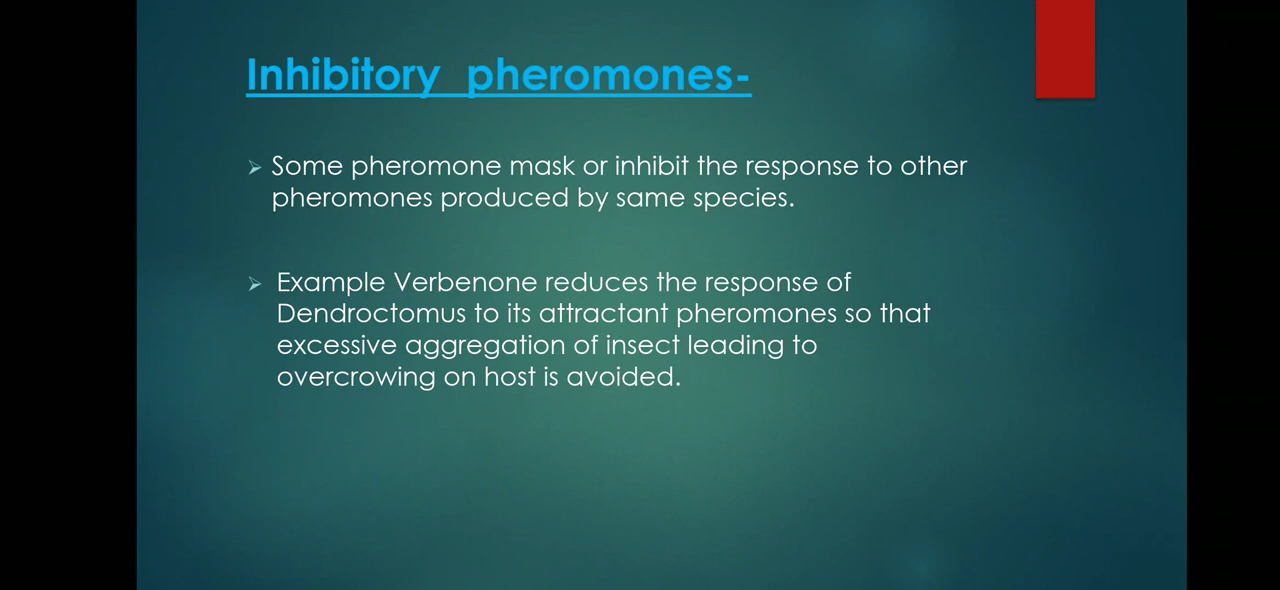 Inhibitory pheromones-
Some pheromone mask or inhibit the response to other
pheromones produced by same species.
Example Verbenone reduces the response of
Dendroctomus to its attractant pheromones so that
excessive aggregation of insect leading to
overcrowing on host is avoided.